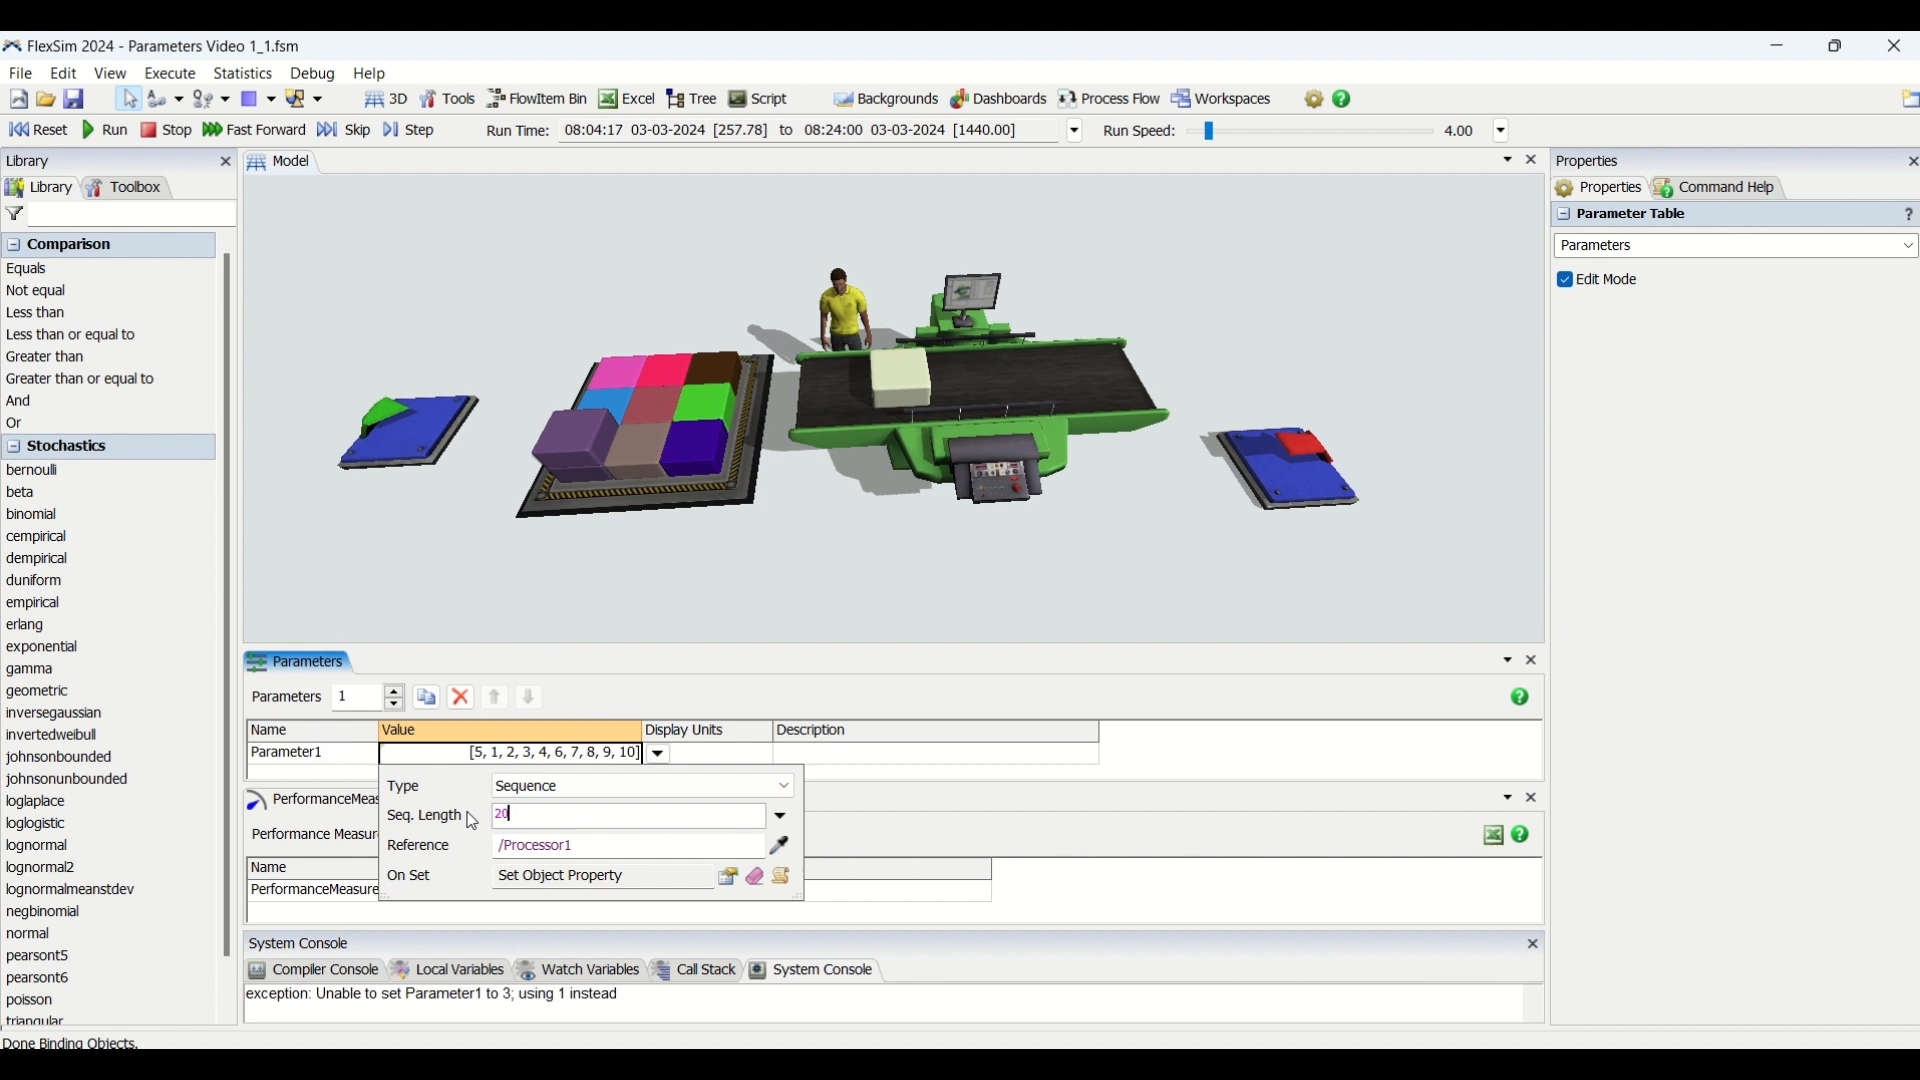 FlexSim 2024 - Parameters Video 1_1.fsm
File Edit View Execute Statistics Debug Help
3D Tools FlowItem Bin Excel Tree Script Backgrounds Dashboards Process Flow Workspaces
Reset Run Stop Fast Forward Skip Step Run Time: 08:04:17 03-03-2024 [257.78] to 08:24:00 03-03-2024 [1440.00] Run Speed: 4.00
Library
Library Toolbox
Comparison
Equals
Not equal
Less than
Less than or equal to
Greater than
Greater than or equal to
And
Or
Stochastics
bernoulli
beta
binomial
cempirical
dempirical
duniform
empirical
erlang
exponential
gamma
geometric
inversegaussian
invertedweibull
johnsonbounded
johnsonunbounded
loglaplace
loglogistic
lognormal
lognormal2
lognormalmeanstdev
negbinomial
normal
pearsont5
pearsont6
poisson
triangular
Model
Parameters
Parameters 1
Name Value Display Units Description
Parameter1 [5, 1, 2, 3, 4, 6, 7, 8, 9, 10]
Type Sequence
Seq. Length 20
Reference /Processor1
On Set Set Object Property
PerformanceMeas
Performance Measur
Name
PerformanceMeasure
System Console
Compiler Console Local Variables Watch Variables Call Stack System Console
exception: Unable to set Parameter1 to 3; using 1 instead
Properties
Properties Command Help
Parameter Table ?
Parameters
Edit Mode
Done Binding Objects.